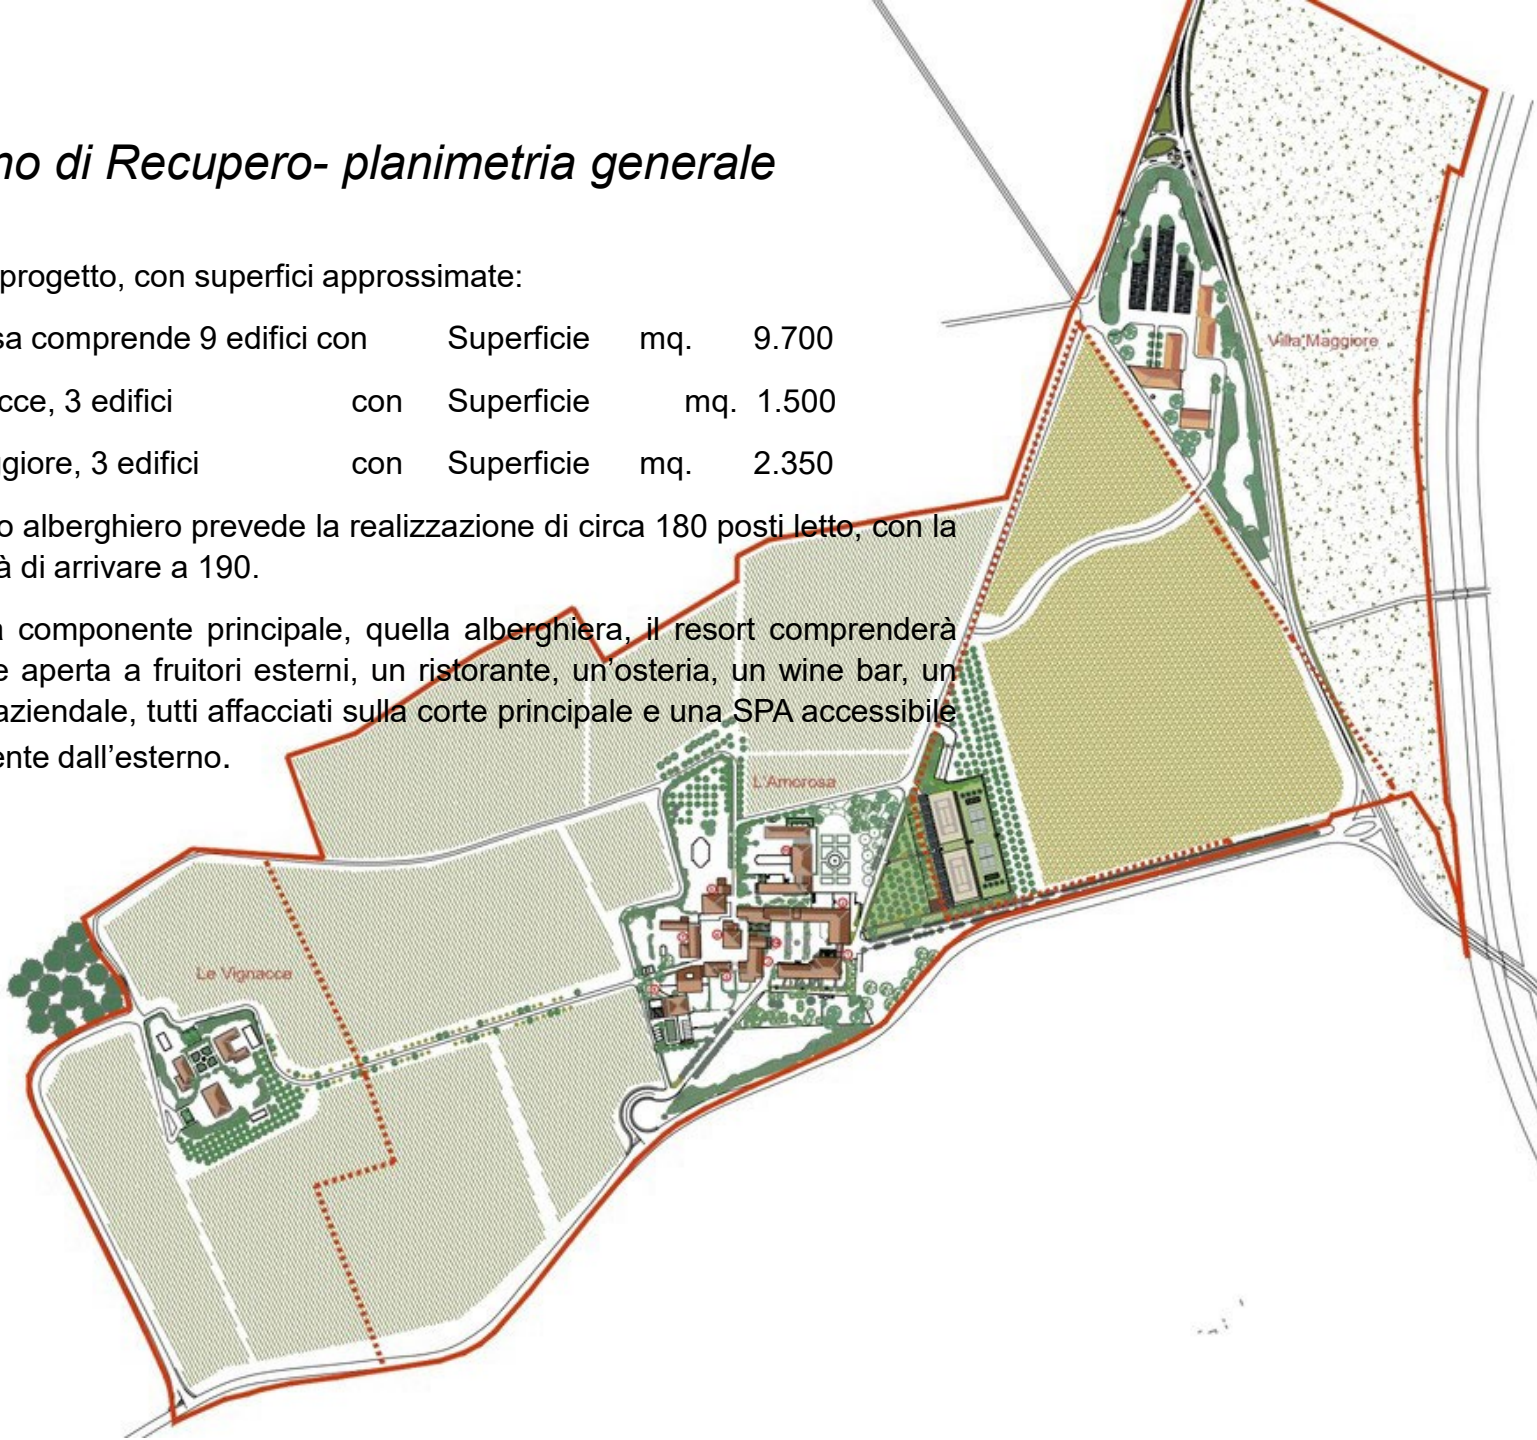 no di Recupero- planimetria generale
progetto, con superfici approssimate:
sa comprende 9 edifici con Superficie mq. 9.700
cce, 3 edifici con Superficie mq. 1.500
ggiore, 3 edifici con Superficie mq. 2.350
o alberghiero prevede la realizzazione di circa 180 posti letto, con la
à di arrivare a 190.
a componente principale, quella alberghiera, il resort comprenderà
e aperta a fruitori esterni, un ristorante, un’osteria, un wine bar, un
aziendale, tutti affacciati sulla corte principale e una SPA accessibile
ente dall’esterno.
Villa Maggiore
L'Amorosa
Le Vignacce